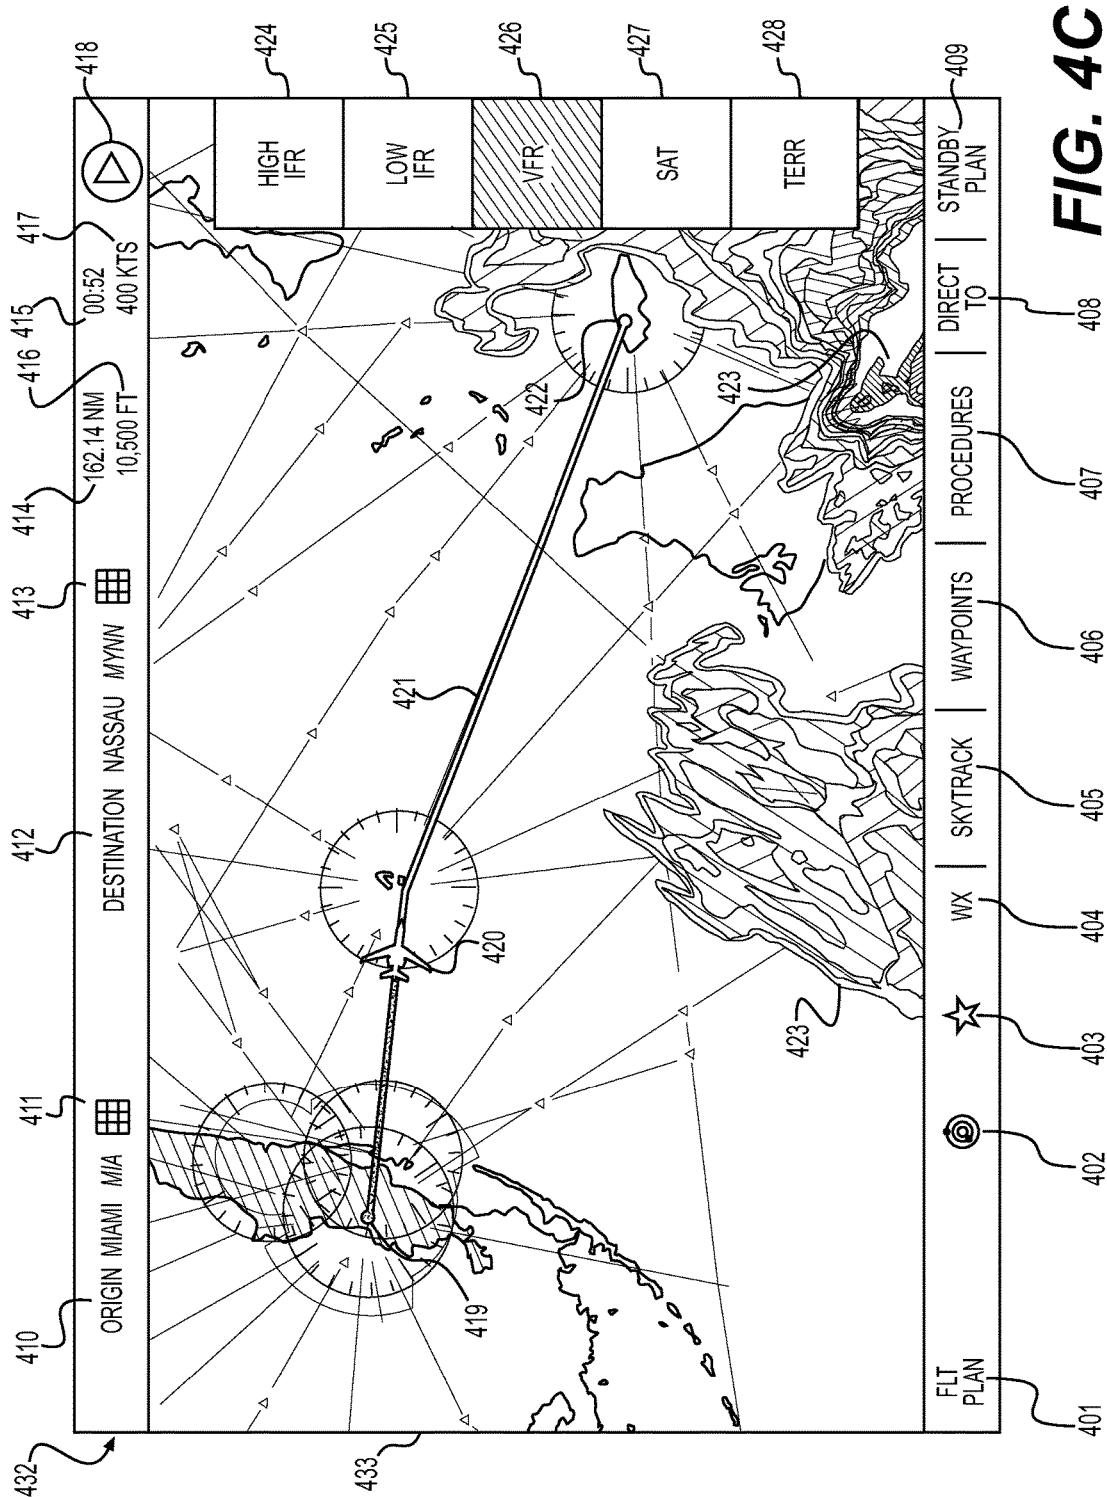 432
410
411
412
413
414
416
415
417
418
ORIGIN MIAMI MIA
DESTINATION NASSAU MYNN
162.14 NM
00:52
10,500 FT
400 KTS
424
HIGH
IFR
425
LOW
IFR
426
VFR
427
SAT
428
TERR
433
419
420
421
422
423
423
FLT
PLAN
WX
SKYTRACK
WAYPOINTS
PROCEDURES
DIRECT
TO
STANDBY
PLAN
409
401
402
403
404
405
406
407
408
FIG. 4C